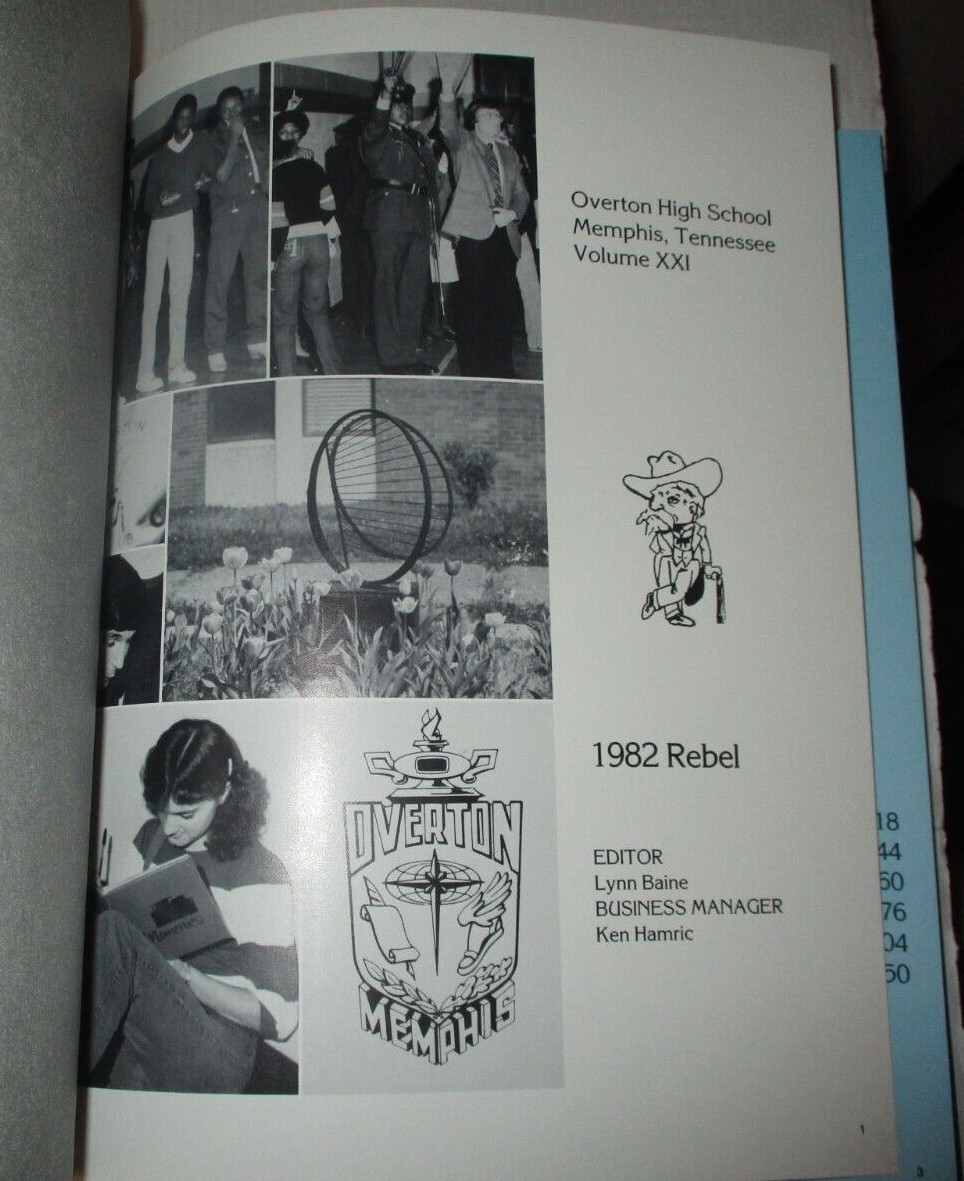 Overton High School
Memphis, Tennessee
Volume XXI
1982 Rebel
EDITOR
Lynn Baine
BUSINESS MANAGER
Ken Hamric
OVERTON
MEMPHIS
Memories
18
44
60
76
04
50
1
3